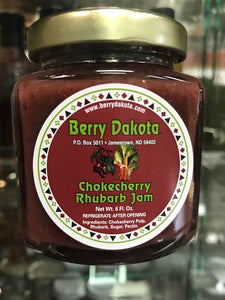 www.berrydakota.com
Berry Dakota
P.O. Box 5011 • Jamestown, ND 58402
Chokecherry
Rhubarb Jam
Net Wt. 8 Fl. Oz.
REFRIGERATE AFTER OPENING
Ingredients: Chokecherry Pulp,
Rhubarb, Sugar, Pectin.